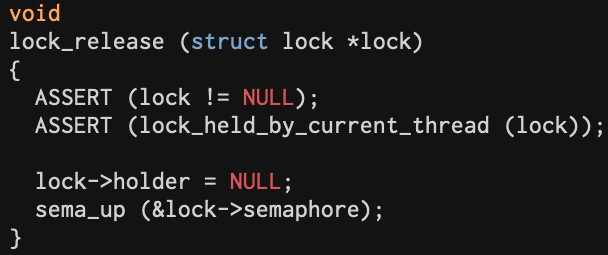 void
lock_release (struct lock *lock)
{
  ASSERT (lock != NULL);
  ASSERT (lock_held_by_current_thread (lock));

  lock->holder = NULL;
  sema_up (&lock->semaphore);
}